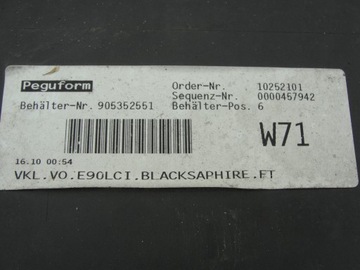 Peguform
Order-Nr. 10252101
Sequenz-Nr. 0000457942
Behälter-Nr. 905352551 Behälter-Pos. 6
W71
16.10 00:54
VKL.VO.E90LCI.BLACKSAPHIRE.ET